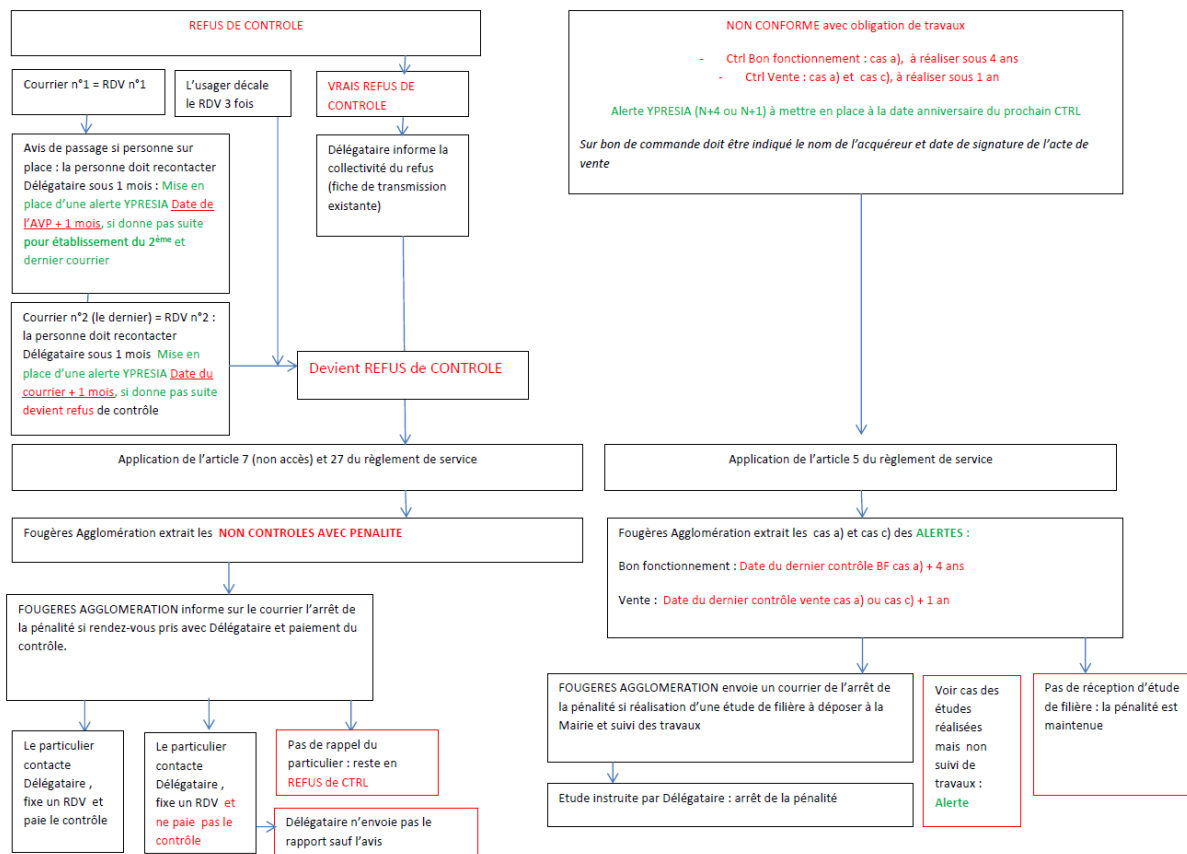 REFUS DE CONTROLE
Courrier n°1 = RDV n°1
L’usager décale
le RDV 3 fois
VRAIS REFUS DE
CONTROLE
Avis de passage si personne sur
place : la personne doit recontacter
Délégataire sous 1 mois : Mise en
place d’une alerte YPRESIA Date de
l’AVP + 1 mois, si donne pas suite
pour établissement du 2ème et
dernier courrier
Délégataire informe la
collectivité du refus
(fiche de transmission
existante)
Courrier n°2 (le dernier) = RDV n°2 :
la personne doit recontacter
Délégataire sous 1 mois Mise en
place d’une alerte YPRESIA Date du
courrier + 1 mois, si donne pas suite
devient refus de contrôle
Devient REFUS de CONTROLE
Application de l’article 7 (non accès) et 27 du règlement de service
Fougères Agglomération extrait les NON CONTROLES AVEC PENALITE
FOUGERES AGGLOMERATION informe sur le courrier l’arrêt de
la pénalité si rendez-vous pris avec Délégataire et paiement du
contrôle.
Le particulier
contacte
Délégataire ,
fixe un RDV et
paie le contrôle
Le particulier
contacte
Délégataire ,
fixe un RDV et
ne paie pas le
contrôle
Pas de rappel du
particulier : reste en
REFUS de CTRL
Délégataire n’envoie pas le
rapport sauf l’avis
NON CONFORME avec obligation de travaux
- Ctrl Bon fonctionnement : cas a), à réaliser sous 4 ans
- Ctrl Vente : cas a) et cas c), à réaliser sous 1 an
Alerte YPRESIA (N+4 ou N+1) à mettre en place à la date anniversaire du prochain CTRL
Sur bon de commande doit être indiqué le nom de l’acquéreur et date de signature de l’acte de
vente
Application de l’article 5 du règlement de service
Fougères Agglomération extrait les cas a) et cas c) des ALERTES :
Bon fonctionnement : Date du dernier contrôle BF cas a) + 4 ans
Vente : Date du dernier contrôle vente cas a) ou cas c) + 1 an
FOUGERES AGGLOMERATION envoie un courrier de l’arrêt de
la pénalité si réalisation d’une étude de filière à déposer à la
Mairie et suivi des travaux
Etude instruite par Délégataire : arrêt de la pénalité
Voir cas des
études
réalisées
mais non
suivi de
travaux :
Alerte
Pas de réception d’étude
de filière : la pénalité est
maintenue